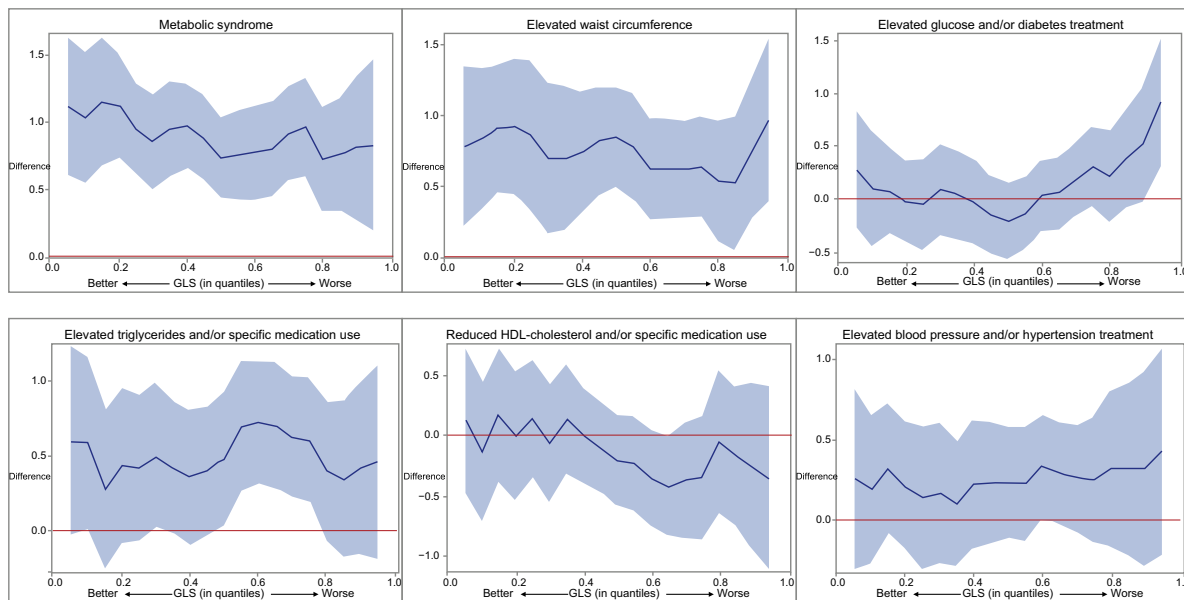 Metabolic syndrome
1.5
1.0
Difference
0.5
0.0
0.0 0.2 0.4 0.6 0.8 1.0
Better GLS (in quantiles) Worse
Elevated waist circumference
1.5
1.0
Difference
0.5
0.0
0.0 0.2 0.4 0.6 0.8 1.0
Better GLS (in quantiles) Worse
Elevated glucose and/or diabetes treatment
1.5
1.0
0.5
Difference
0.0
−0.5
0.0 0.2 0.4 0.6 0.8 1.0
Better GLS (in quantiles) Worse
Elevated triglycerides and/or specific medication use
1.0
0.5
Difference
0.0
0.0 0.2 0.4 0.6 0.8 1.0
Better GLS (in quantiles) Worse
Reduced HDL-cholesterol and/or specific medication use
0.5
0.0
Difference
−0.5
−1.0
0.0 0.2 0.4 0.6 0.8 1.0
Better GLS (in quantiles) Worse
Elevated blood pressure and/or hypertension treatment
1.0
0.5
Difference
0.0
0.0 0.2 0.4 0.6 0.8 1.0
Better GLS (in quantiles) Worse